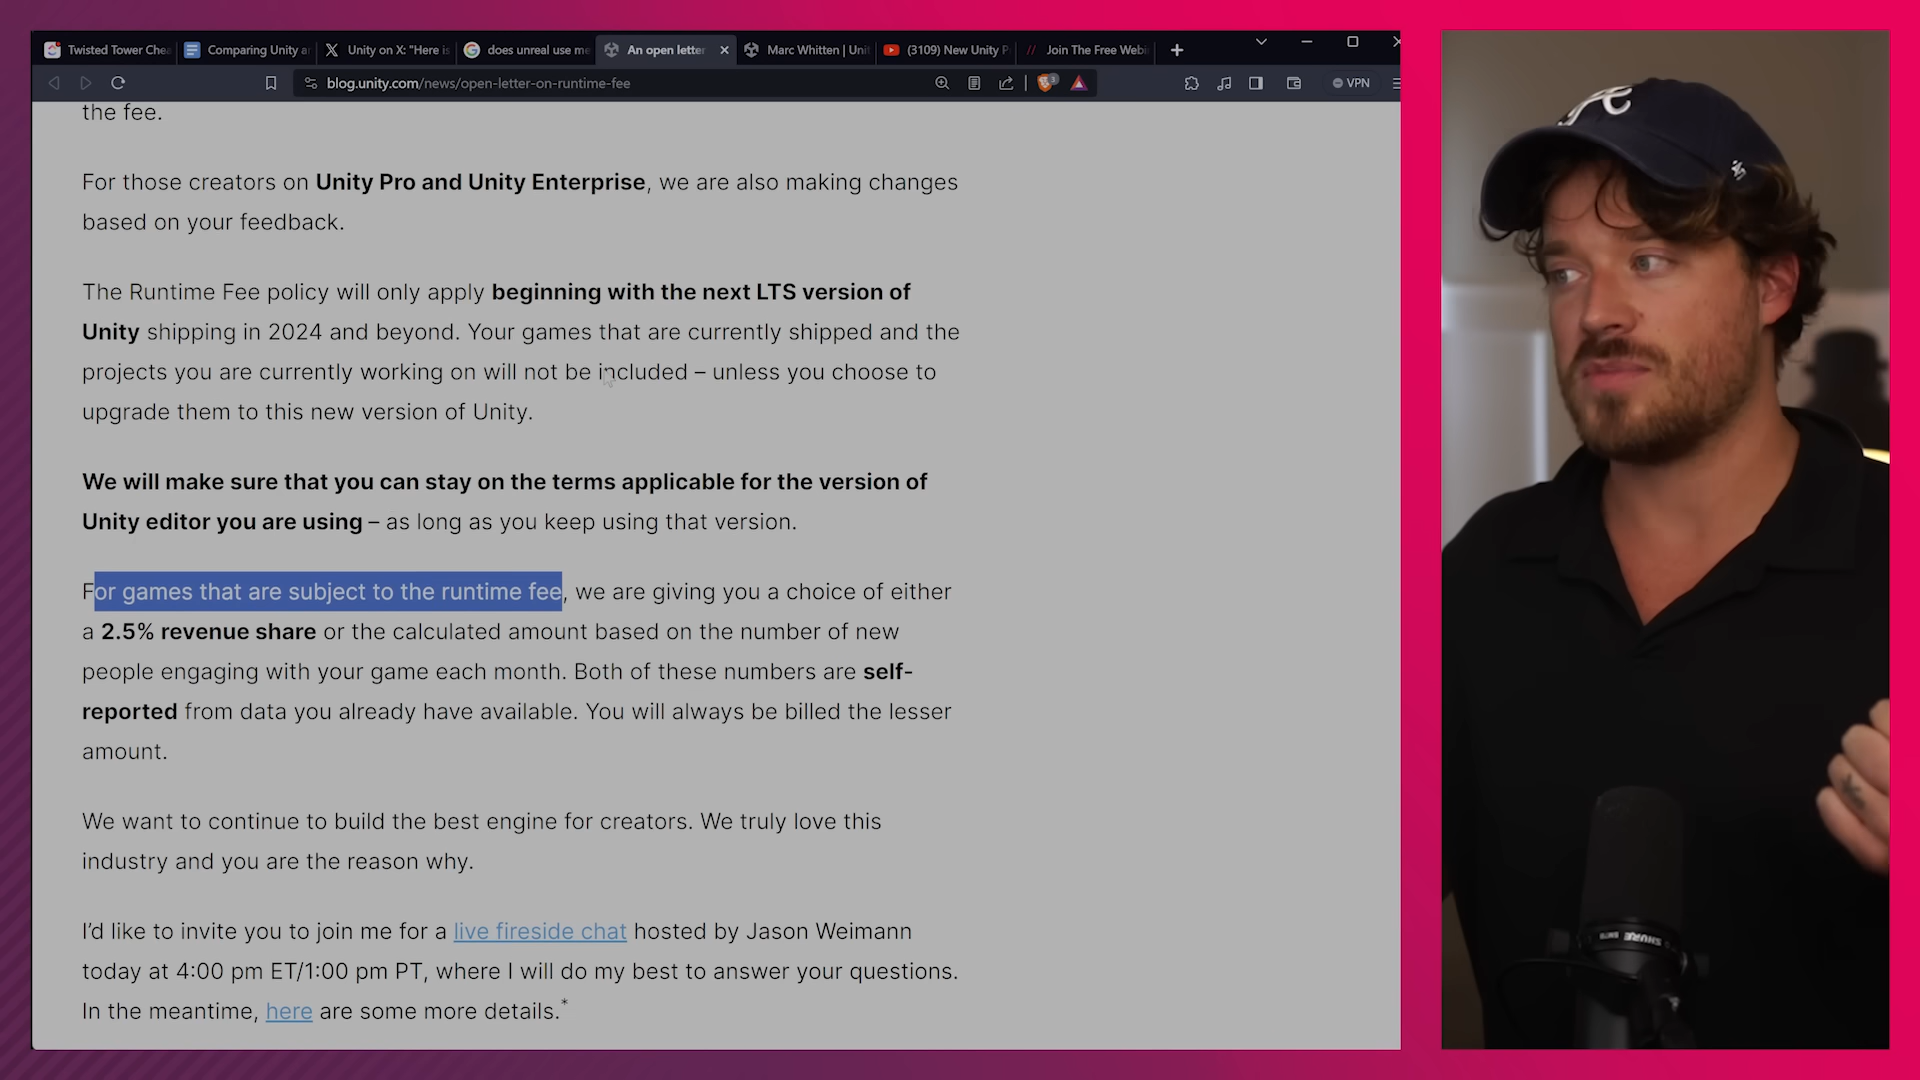 Twisted Tower Chea
Comparing Unity a
Unity on X: "Here is
does unreal use me
An open letter
Marc Whitten | Uni
(3109) New Unity P
Join The Free Webi
blog.unity.com/news/open-letter-on-runtime-fee
3
VPN
the fee.
For those creators on Unity Pro and Unity Enterprise, we are also making changes
based on your feedback.
The Runtime Fee policy will only apply beginning with the next LTS version of
Unity shipping in 2024 and beyond. Your games that are currently shipped and the
projects you are currently working on will not be included – unless you choose to
upgrade them to this new version of Unity.
We will make sure that you can stay on the terms applicable for the version of
Unity editor you are using – as long as you keep using that version.
For games that are subject to the runtime fee, we are giving you a choice of either
a 2.5% revenue share or the calculated amount based on the number of new
people engaging with your game each month. Both of these numbers are self-
reported from data you already have available. You will always be billed the lesser
amount.
We want to continue to build the best engine for creators. We truly love this
industry and you are the reason why.
I'd like to invite you to join me for a live fireside chat hosted by Jason Weimann
today at 4:00 pm ET/1:00 pm PT, where I will do my best to answer your questions.
In the meantime, here are some more details.*
SHURE